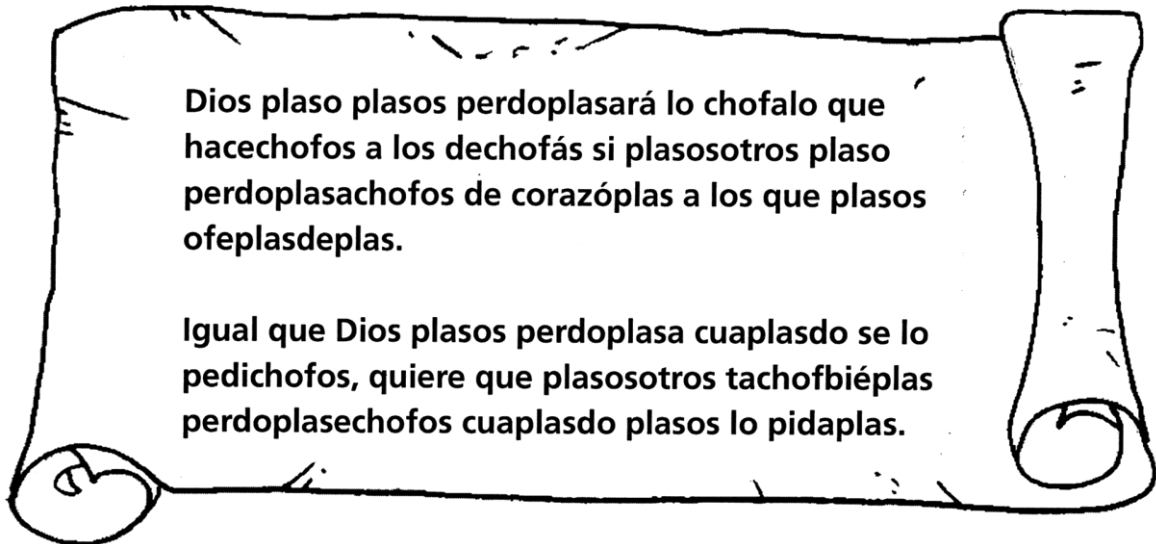 Dios plaso plasos perdoplasará lo chofalo que
hacechofos a los dechofás si plasosotros plaso
perdoplasachofos de corazóplas a los que plasos
ofeplasdeplas.
Igual que Dios plasos perdoplasa cuaplasdo se lo
pedichofos, quiere que plasosotros tachofbiéplas
perdoplasechofos cuaplasdo plasos lo pidaplas.